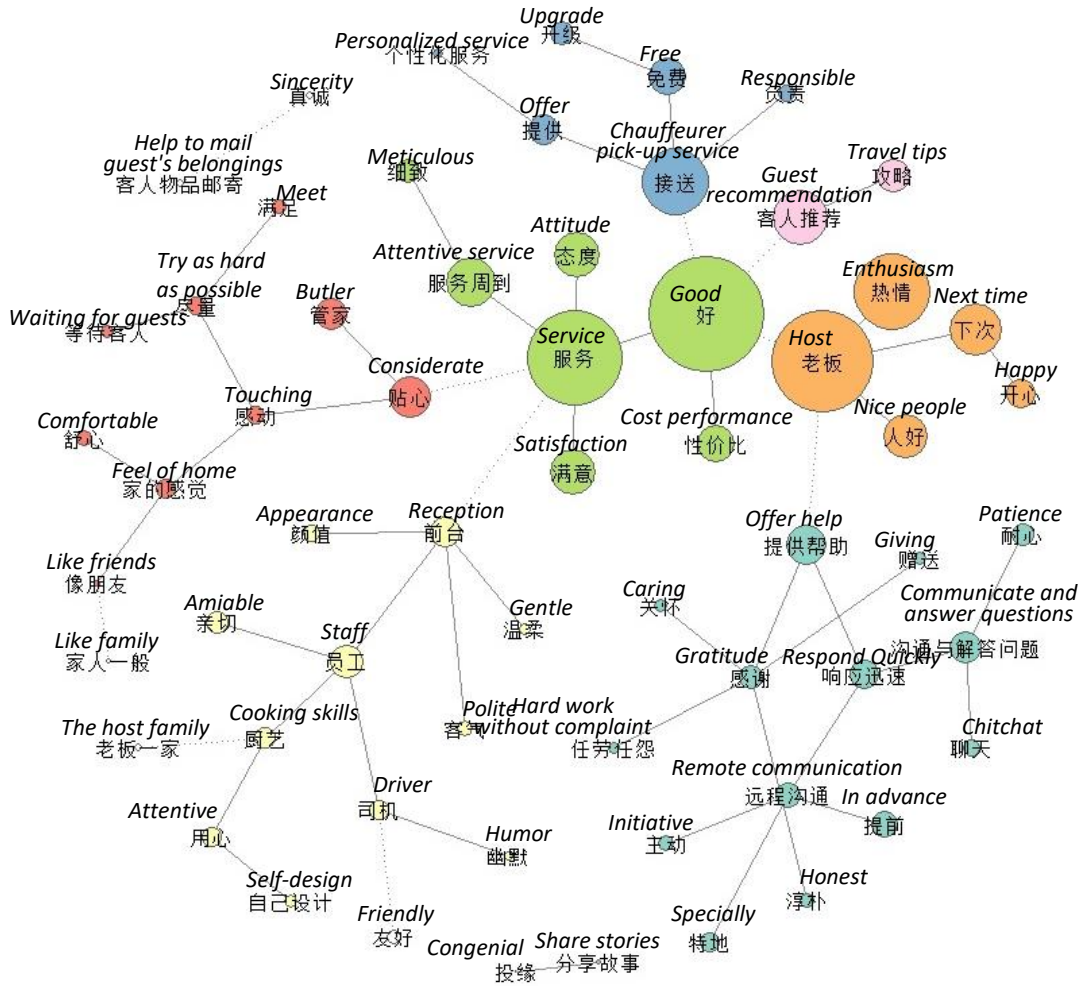 Upgrade
开级
Personalized service
个性化服务
Free
免费
Sincerity
真诚
Responsible
负责
Offer
提供
Chauffeurer
pick-up service
接送
Help to mail
guest's belongings
客人物品邮寄
Meticulous
细致
Travel tips
攻略
Guest
recommendation
客人推荐
Meet
满足
Attitude
态度
Attentive service
服务周到
Try as hard
as possible
尽量
Butler
管家
Enthusiasm
热情
Good
好
Next time
下次
Waiting for guests
等待客人
Service
服务
Host
老板
Considerate
贴心
Happy
开心
Touching
感动
Comfortable
舒心
Cost performance
性价比
Nice people
人好
Satisfaction
满意
Feel of home
家的感觉
Appearance
颜值
Reception
前台
Offer help
提供帮助
Patience
耐心
Giving
赠送
Like friends
像朋友
Caring
关怀
Communicate and
answer questions
沟通与解答问题
Amiable
亲切
Gentle
温柔
Staff
员工
Like family
家人一般
Gratitude
感谢
Respond Quickly
响应迅速
Cooking skills
厨艺
Polite
客气
Hard work
without complaint
任劳任怨
The host family
老板一家
Chitchat
聊天
Remote communication
远程沟通
Driver
司机
In advance
提前
Attentive
用心
Initiative
主动
Humor
幽默
Self-design
自己设计
Honest
淳朴
Friendly
友好
Specially
特地
Congenial
投缘
Share stories
分享故事